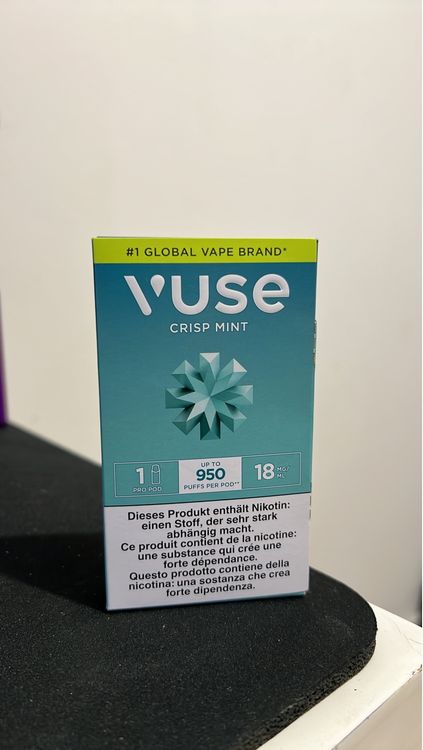 #1 GLOBAL VAPE BRAND*
VUSE
CRISP MINT
1
PRO POD
UP TO
950
PUFFS PER POD**
18 MG/
ML
Dieses Produkt enthält Nikotin:
einen Stoff, der sehr stark
abhängig macht.
Ce produit contient de la nicotine:
une substance qui crée une
forte dépendance.
Questo prodotto contiene della
nicotina: una sostanza che crea
forte dipendenza.